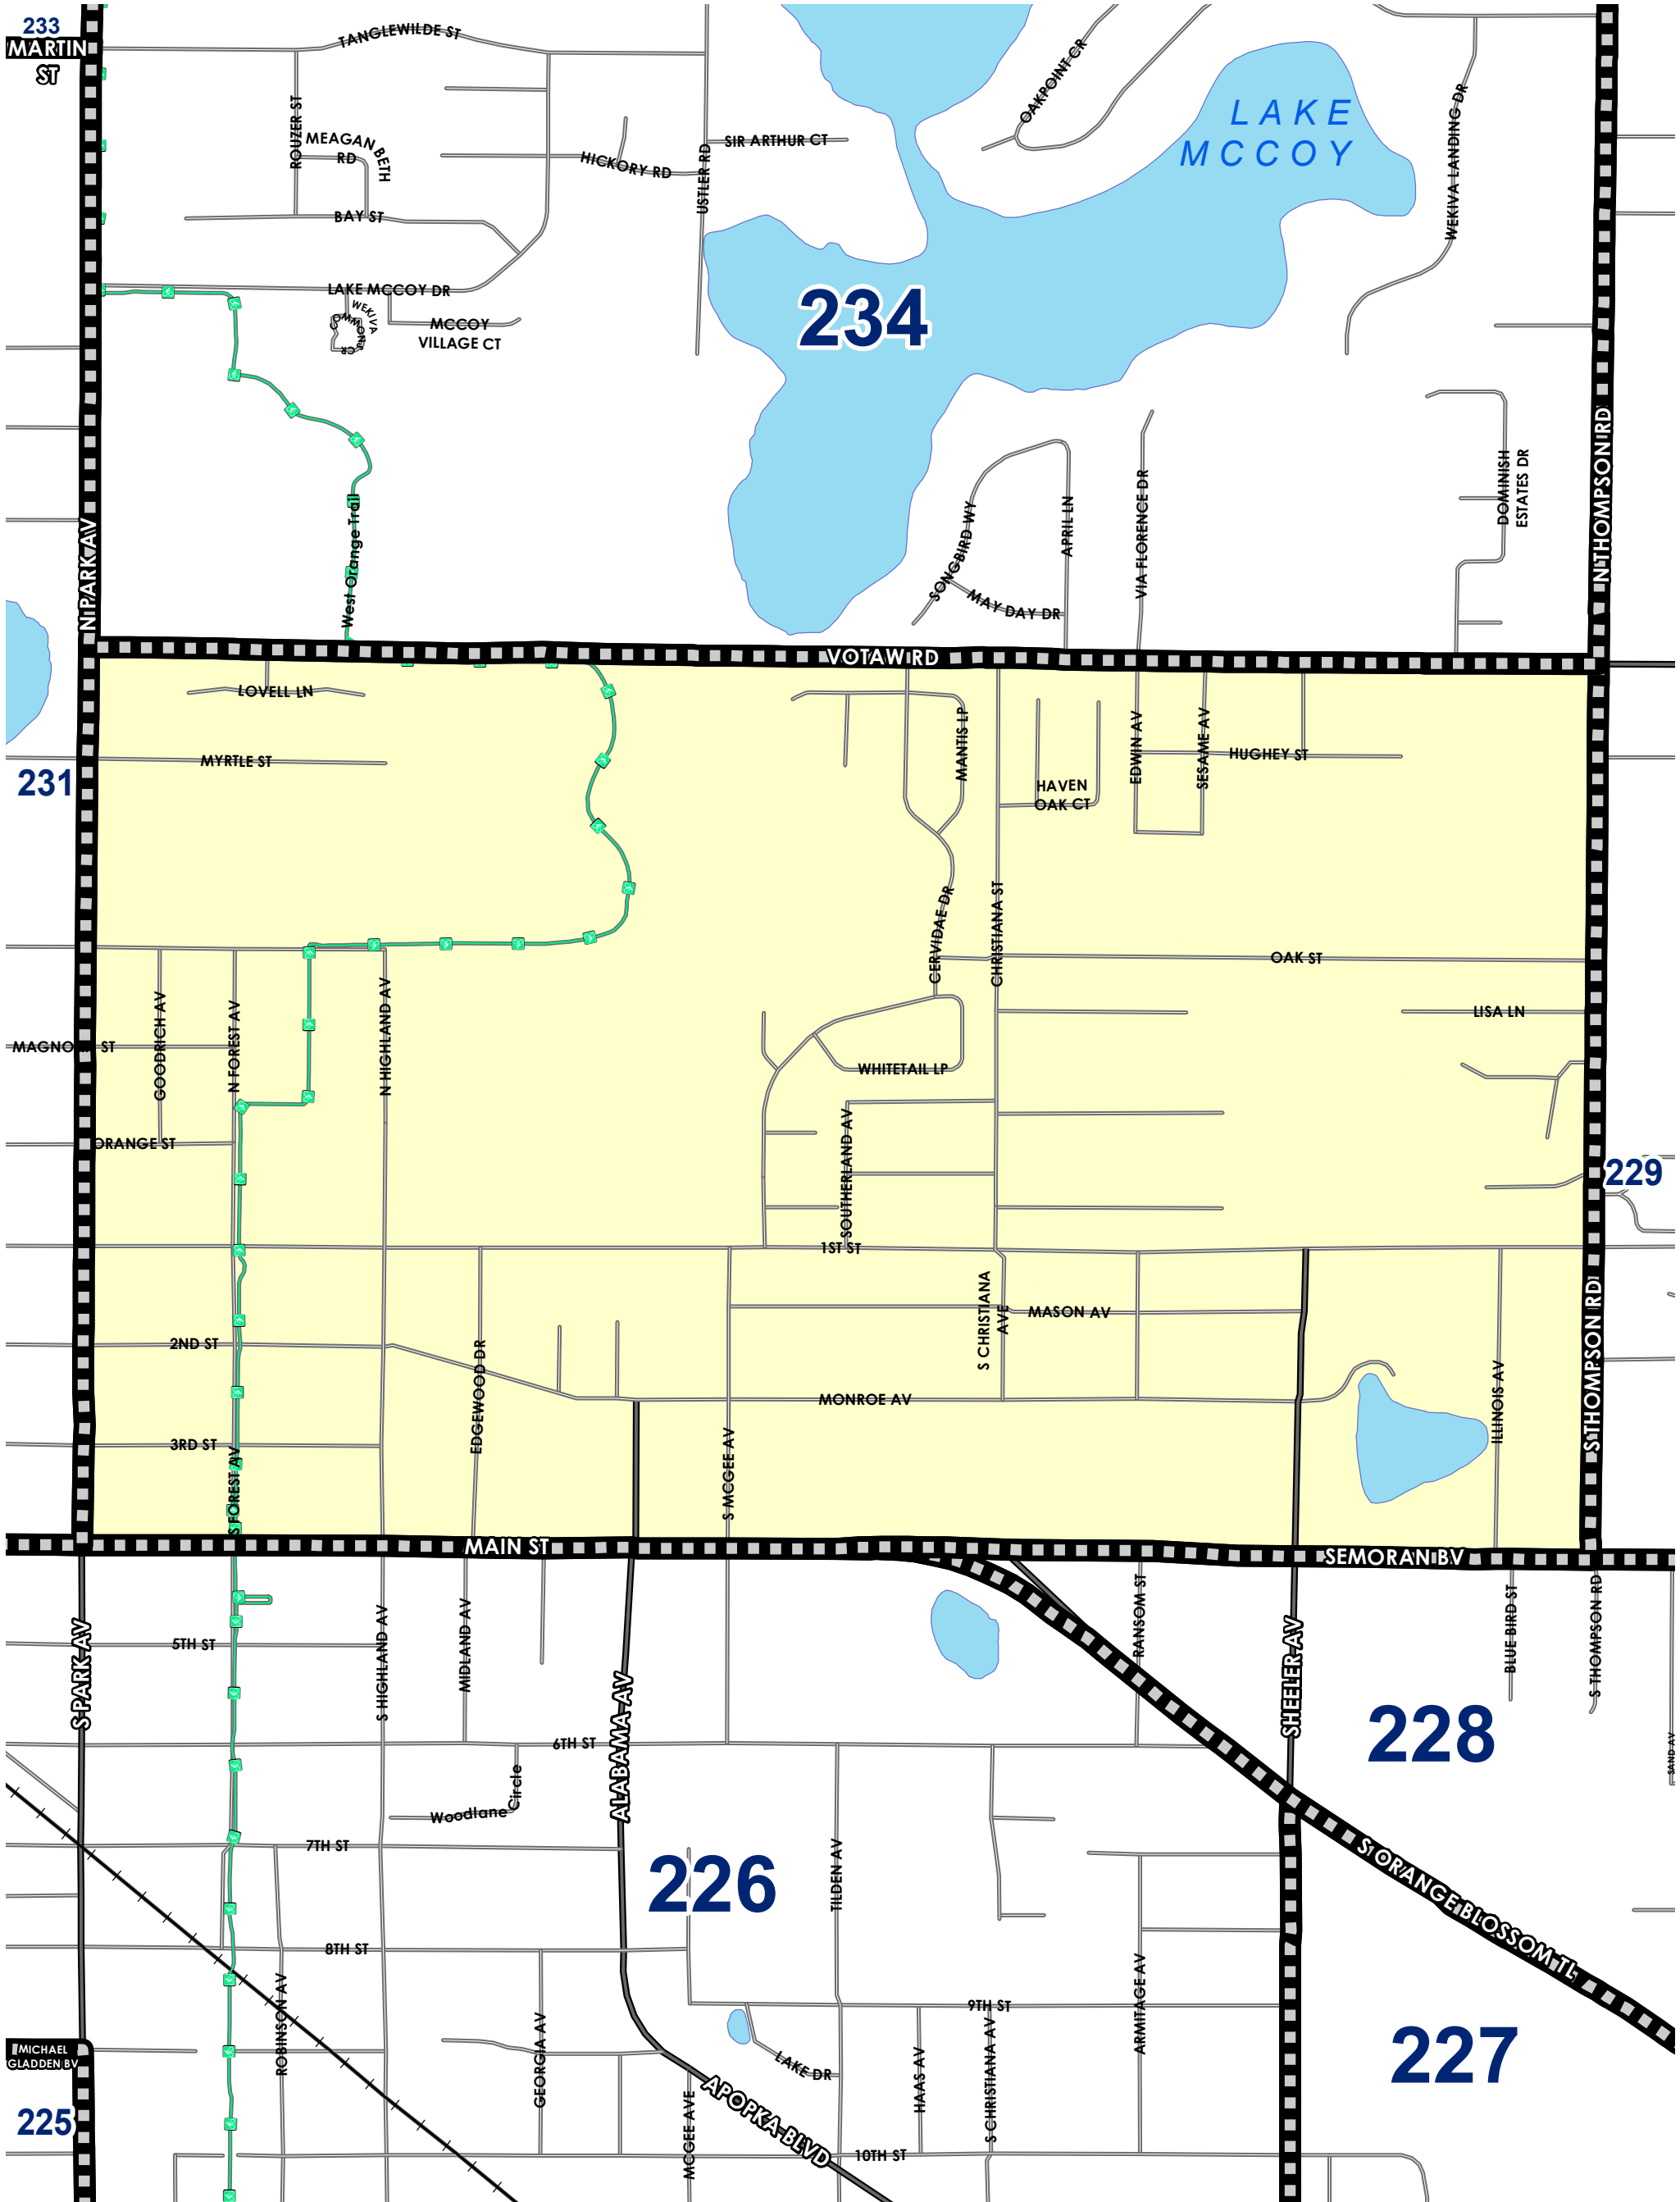 233
MARTIN
ST
TANGLEWILDE ST
ROUZER ST
MEAGAN BETH
RD
HICKORY RD
USTLER RD
SIR ARTHUR CT
OAKPOINT CR
LAKE
MCCOY
WEKIVA LANDING DR
BAY ST
LAKE MCCOY DR
WEKIVA
COMMONS
CR
MCCOY
VILLAGE CT
234
N PARK AV
West Orange Trail
SONGBIRD WY
MAY DAY DR
APRIL LN
VIA FLORENCE DR
DOMINISH
ESTATES DR
N THOMPSON RD
VOTAW RD
LOVELL LN
MYRTLE ST
231
MANTIS LP
HAVEN
OAK CT
EDWIN AV
SESAME AV
HUGHEY ST
CERVIDAE DR
CHRISTIANA ST
OAK ST
LISA LN
MAGNO ST
GOODRICH AV
N FOREST AV
N HIGHLAND AV
WHITETAIL LP
ORANGE ST
SOUTHERLAND AV
229
1ST ST
S CHRISTIANA
AVE
MASON AV
2ND ST
EDGEWOOD DR
MONROE AV
ILLINOIS AV
S THOMPSON RD
3RD ST
S FOREST AV
S MCGEE AV
MAIN ST
SEMORAN BV
S PARK AV
5TH ST
S HIGHLAND AV
MIDLAND AV
ALABAMA AV
RANSOM ST
SHEELER AV
BLUE BIRD ST
S THOMPSON RD
228
SAND AV
6TH ST
Woodlane Circle
7TH ST
226
TILDEN AV
S ORANGE BLOSSOM TL
8TH ST
ROBINSON AV
GEORGIA AV
9TH ST
ARMITAGE AV
227
MICHAEL
GLADDEN BV
LAKE DR
HAAS AV
S CHRISTIANA AV
225
MCGEE AVE
APOPKA BLVD
10TH ST